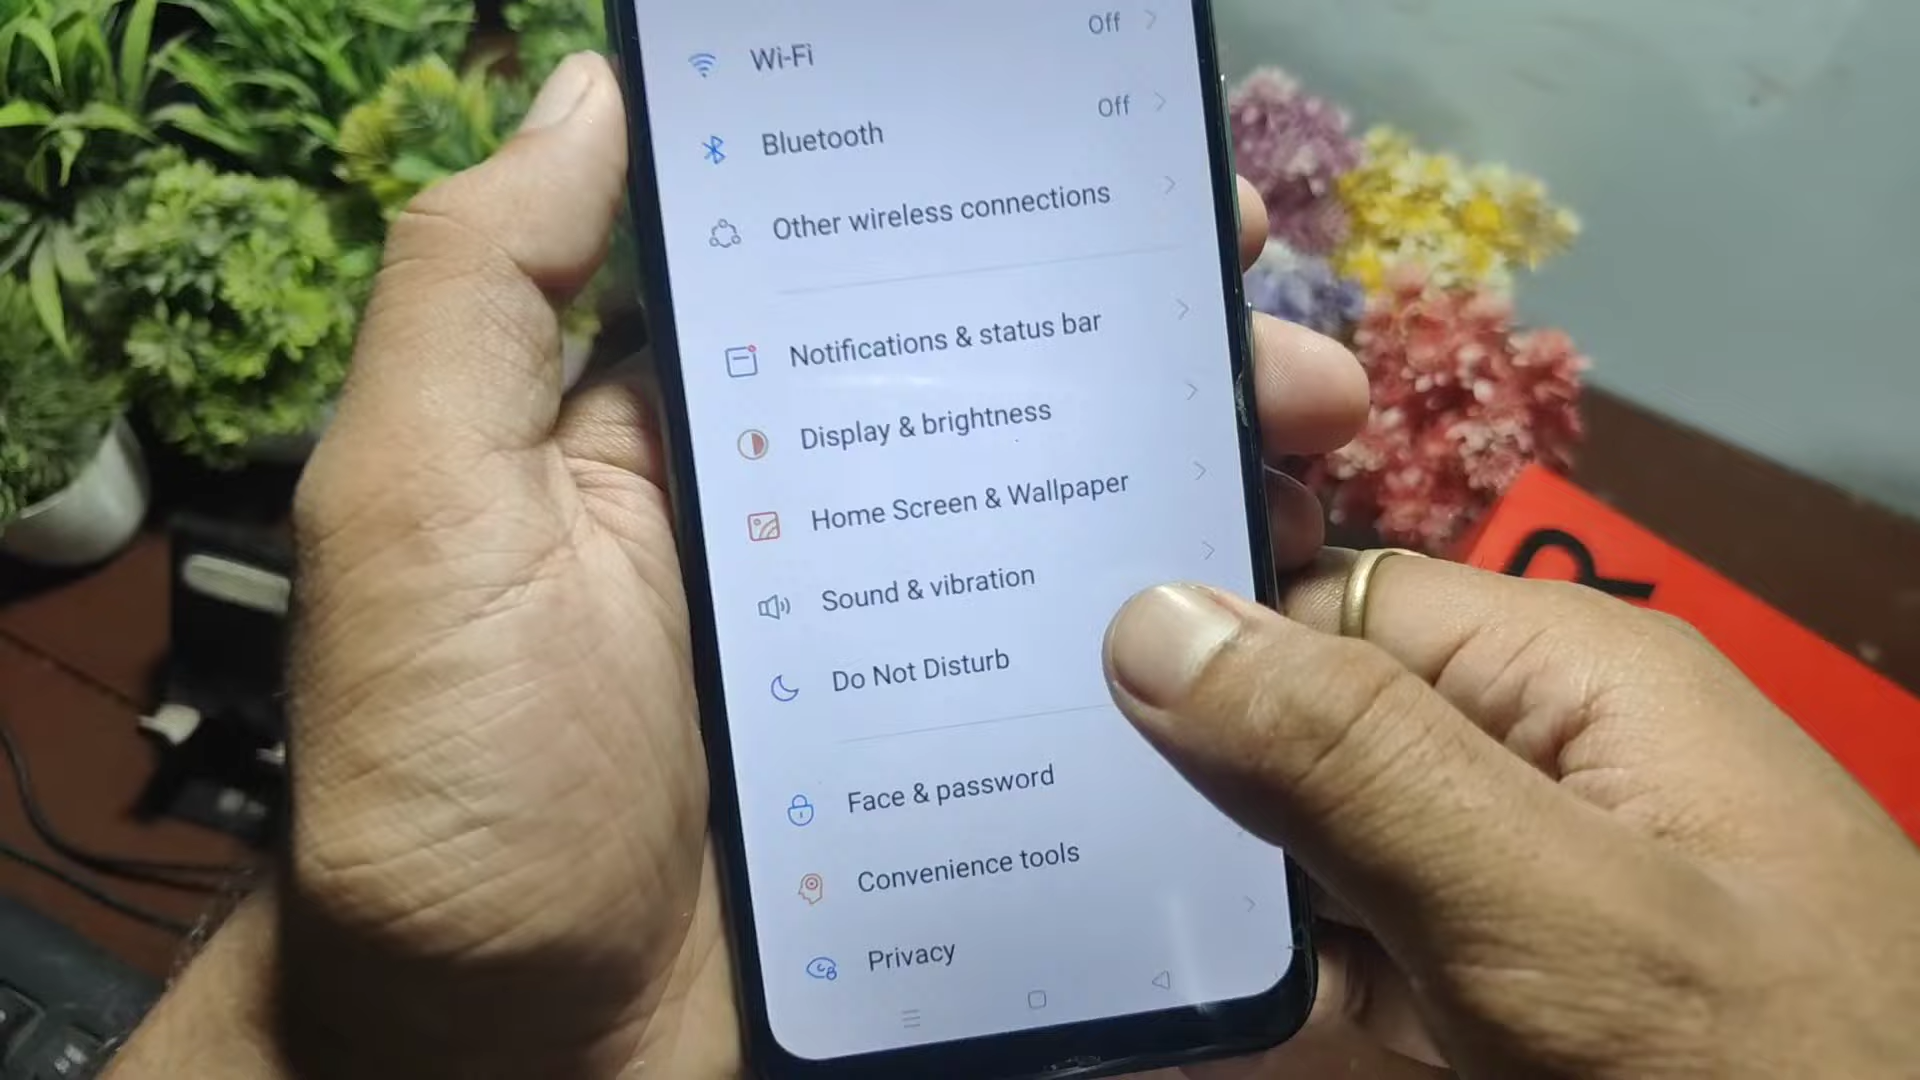 Wi-Fi Off
Bluetooth Off
Other wireless connections
Notifications & status bar
Display & brightness
Home Screen & Wallpaper
Sound & vibration
Do Not Disturb
Face & password
Convenience tools
Privacy
R